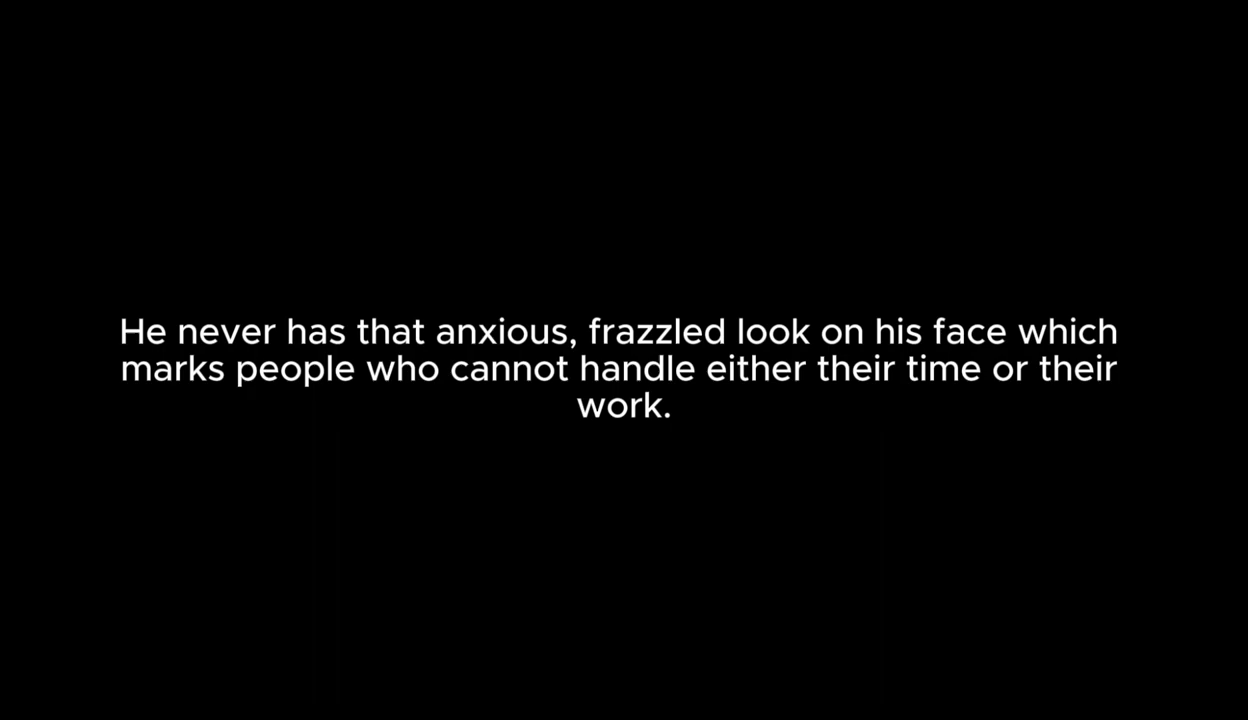 He never has that anxious, frazzled look on his face which
marks people who cannot handle either their time or their
work.